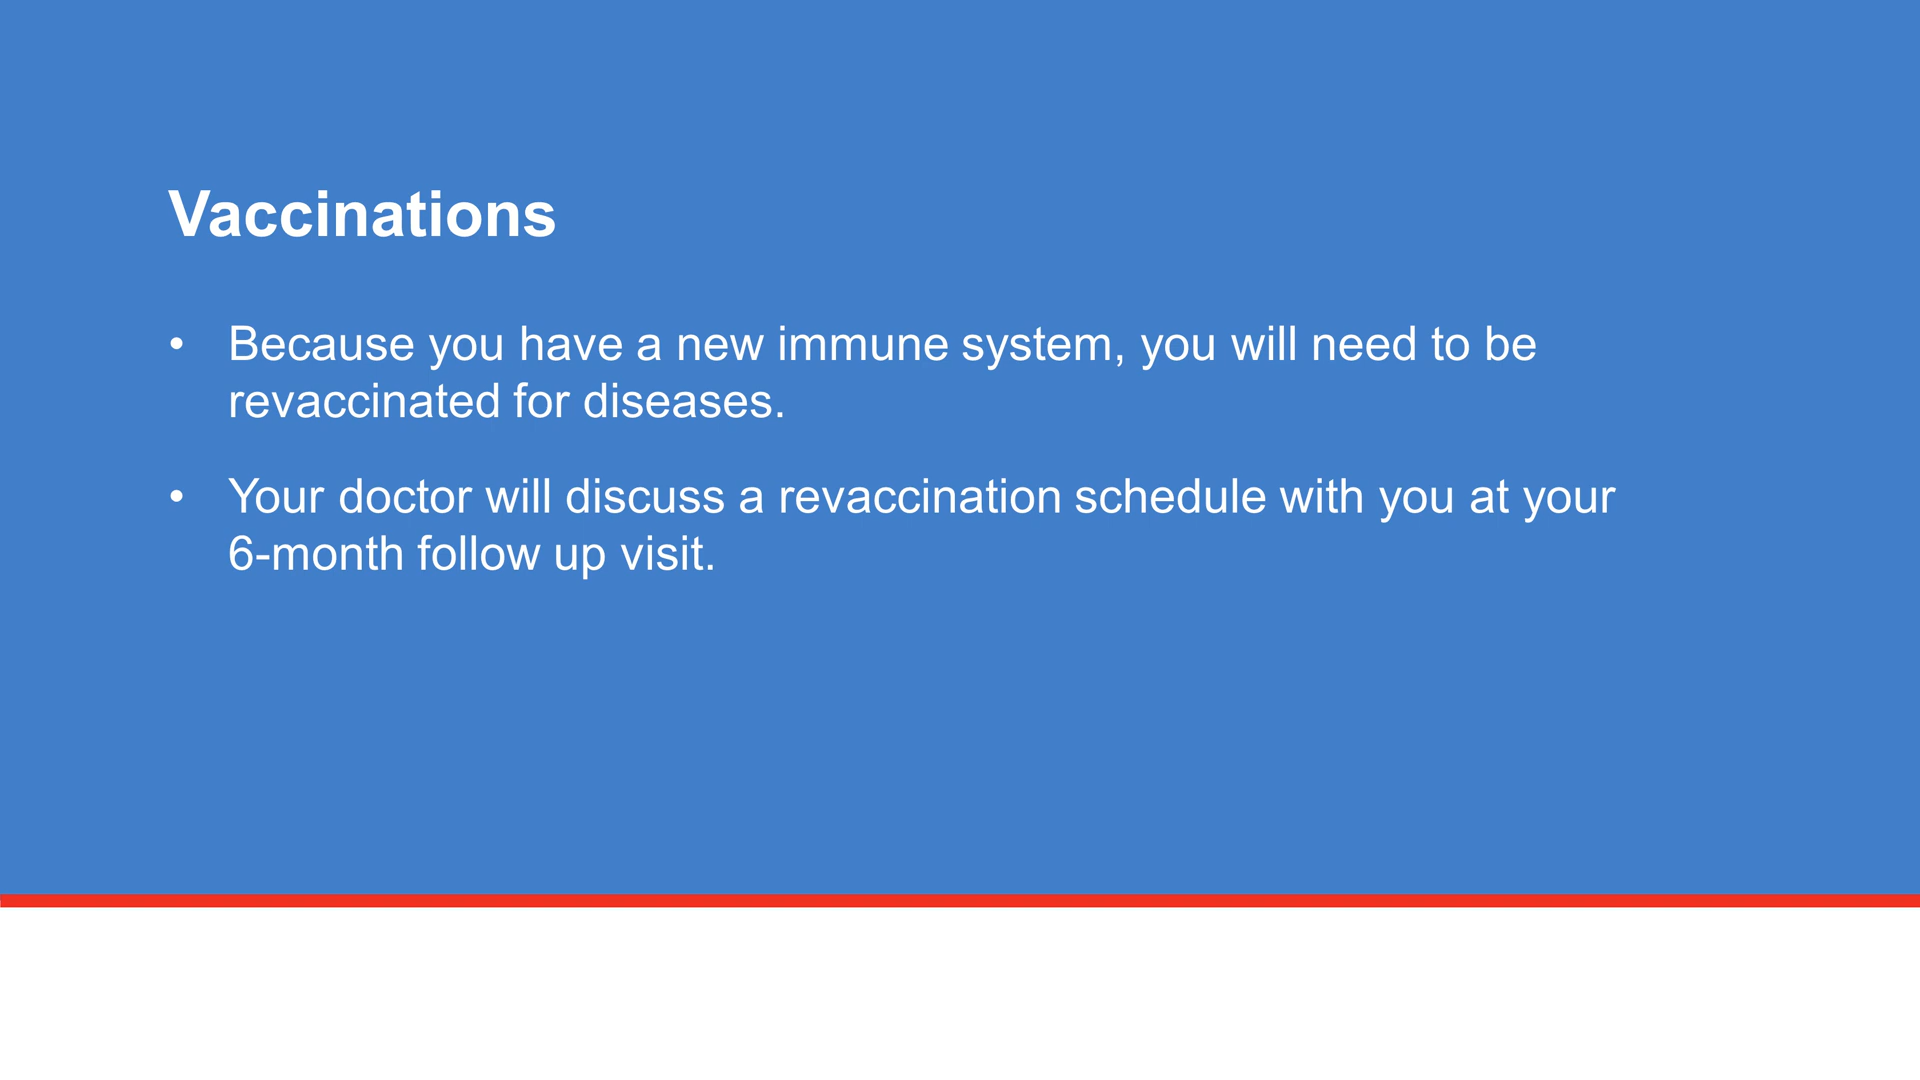 Vaccinations
• Because you have a new immune system, you will need to be
revaccinated for diseases.
• Your doctor will discuss a revaccination schedule with you at your
6-month follow up visit.